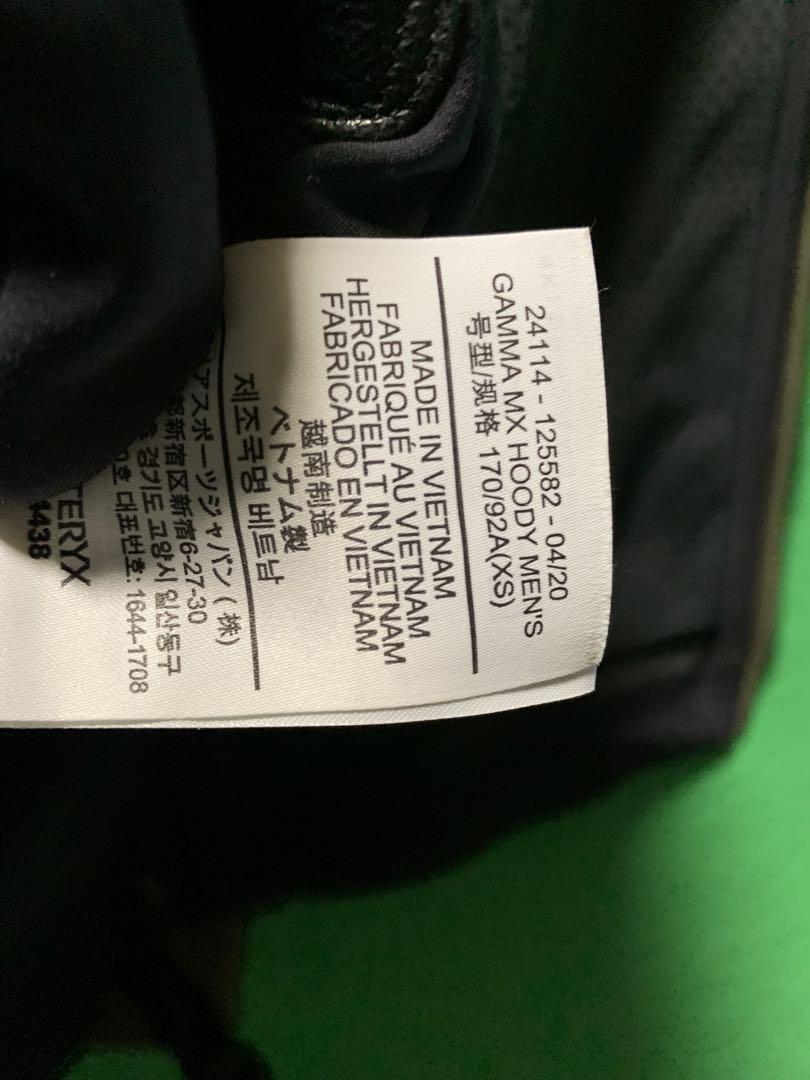 24114 - 125582 - 04/20
GAMMA MX HOODY MEN'S
号型/规格 170/92A(XS)
MADE IN VIETNAM
FABRIQUÉ AU VIETNAM
HERGESTELLT IN VIETNAM
FABRICADO EN VIETNAM
越南制造
ベトナム製
제조국명 베트남
アスポーツジャパン ( 株)
都新宿区新宿6-27-30
경기도 고양시 일산동구
호 대표번호: 1644-1708
TERYX
1438